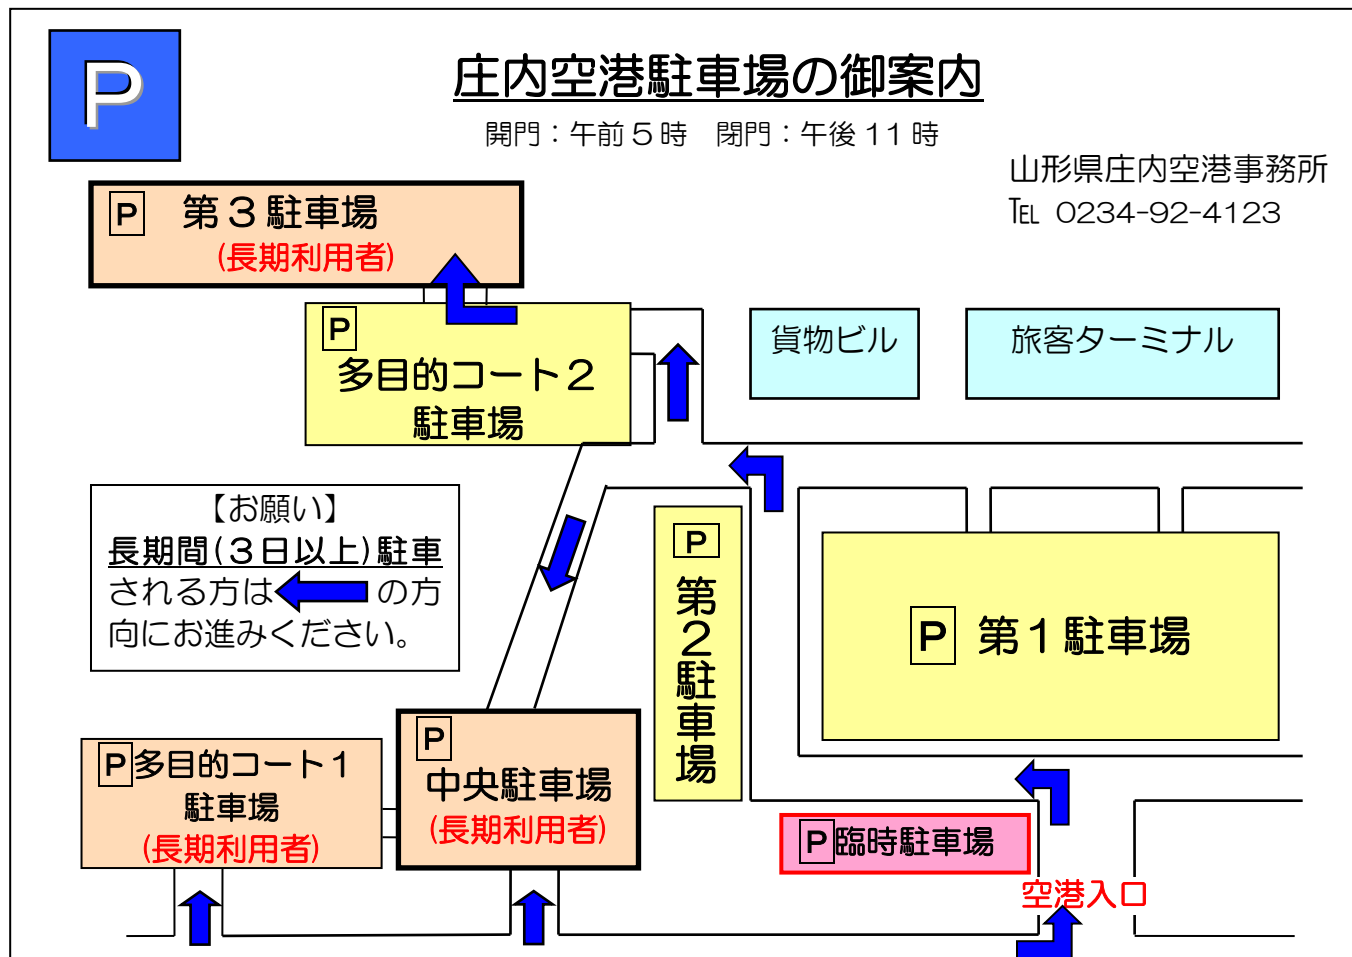 P
庄内空港駐車場の御案内
開門：午前５時　閉門：午後 11 時
山形県庄内空港事務所
℡ 0234-92-4123
P 第３駐車場
(長期利用者)
P
多目的コート２
駐車場
貨物ビル
旅客ターミナル
【お願い】
長期間(３日以上)駐車
される方は の方
向にお進みください。
P
第２駐車場
P 第１駐車場
P多目的コート１
駐車場
(長期利用者)
P
中央駐車場
(長期利用者)
P臨時駐車場
空港入口